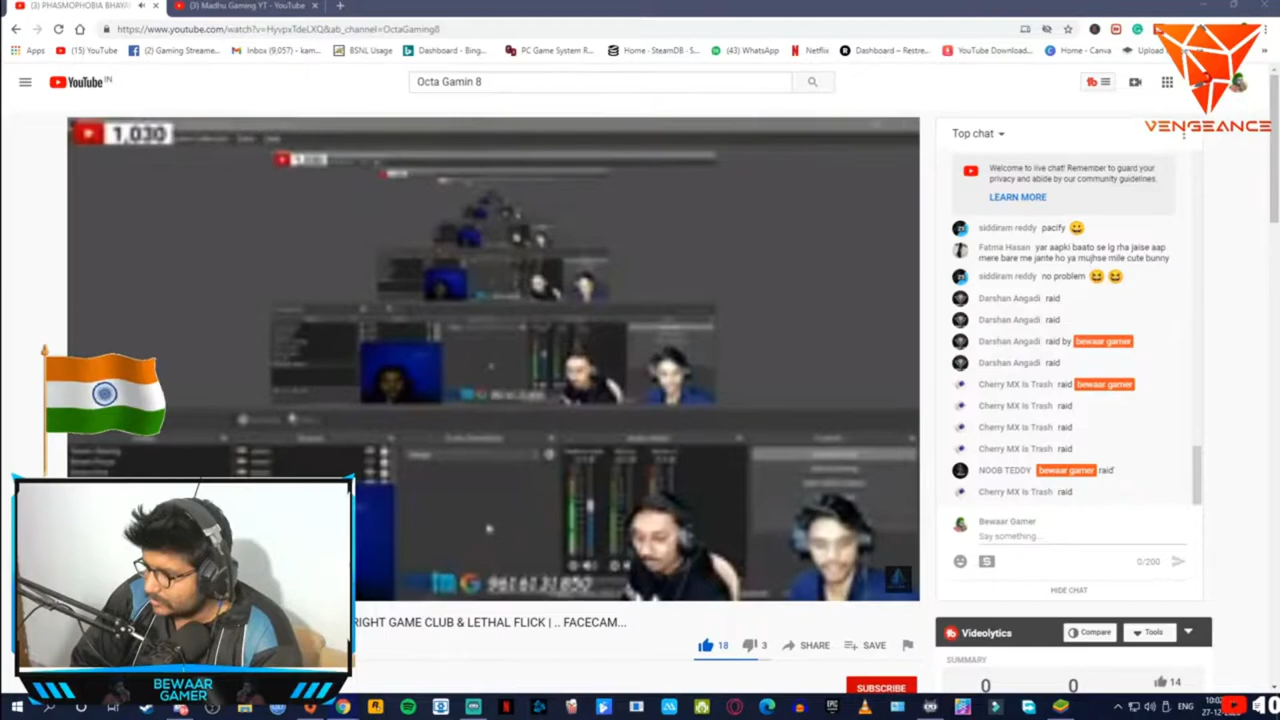 (3) PHASMOPHOBIA BHAYA
(3) Madhu Gaming YT - YouTube
https://www.youtube.com/watch?v=HyvpxTdeLXQ&ab_channel=OctaGaming8
Apps
(15) YouTube
(2) Gaming Streame...
Inbox (9,057) - kam...
BSNL Usage
Dashboard - Bing...
PC Game System R...
Home · SteamDB · S...
(43) WhatsApp
Netflix
Dashboard – Restre...
YouTube Download...
Home - Canva
Upload
YouTube IN
Octa Gamin 8
VENGEANCE
1,030
Top chat
Welcome to live chat! Remember to guard your
privacy and abide by our community guidelines.
LEARN MORE
siddiram reddy pacify 😀
Fatma Hasan yar aapki baato se lg rha jaise aap
mere bare me jante ho ya mujhse mile cute bunny
siddiram reddy no problem 😆 😆
Darshan Angadi raid
Darshan Angadi raid
Darshan Angadi raid by bewaar gamer
Darshan Angadi raid
Cherry MX Is Trash raid bewaar gamer
Cherry MX Is Trash raid
Cherry MX Is Trash raid
Cherry MX Is Trash raid
NOOB TEDDY bewaar gamer raid
Cherry MX Is Trash raid
Bewaar Gamer
Say something...
0/200
HIDE CHAT
RIGHT GAME CLUB & LETHAL FLICK | .. FACECAM...
18
3
SHARE
SAVE
SUBSCRIBE
Videolytics
Compare
Tools
SUMMARY
0
0
14
BEWAAR
GAMER
ENG
27-12